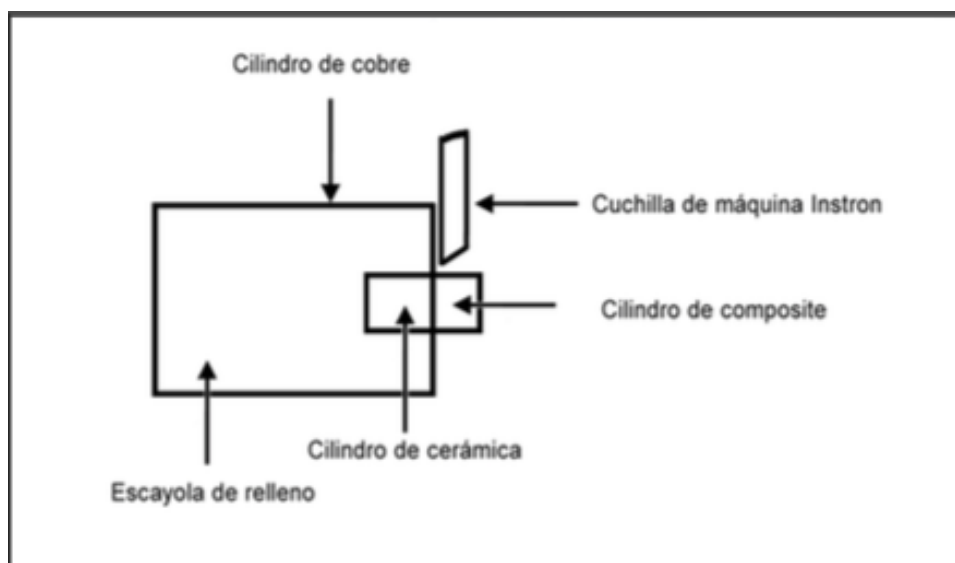 Cilindro de cobre
Cuchilla de máquina Instron
Cilindro de composite
Cilindro de cerámica
Escayola de relleno